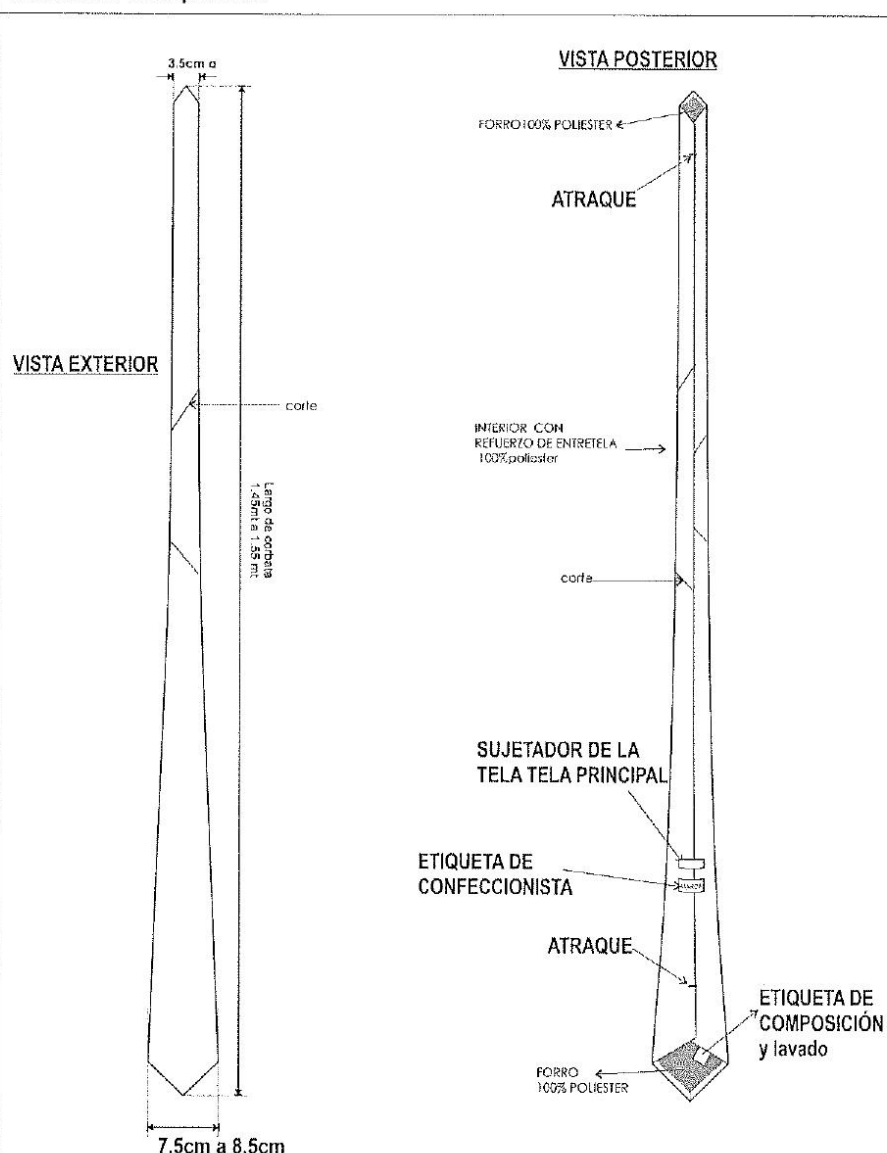 3.5cm a
VISTA EXTERIOR
corte
Largo de corbata
1.45mt a 1.55 mt
7.5cm a 8.5cm
VISTA POSTERIOR
FORRO 100% POLIESTER
ATRAQUE
INTERIOR CON
REFUERZO DE ENTRETELA
100%poliester
corte
SUJETADOR DE LA
TELA TELA PRINCIPAL
ETIQUETA DE
CONFECCIONISTA
ATRAQUE
ETIQUETA DE
COMPOSICIÓN
y lavado
FORRO
100% POLIESTER